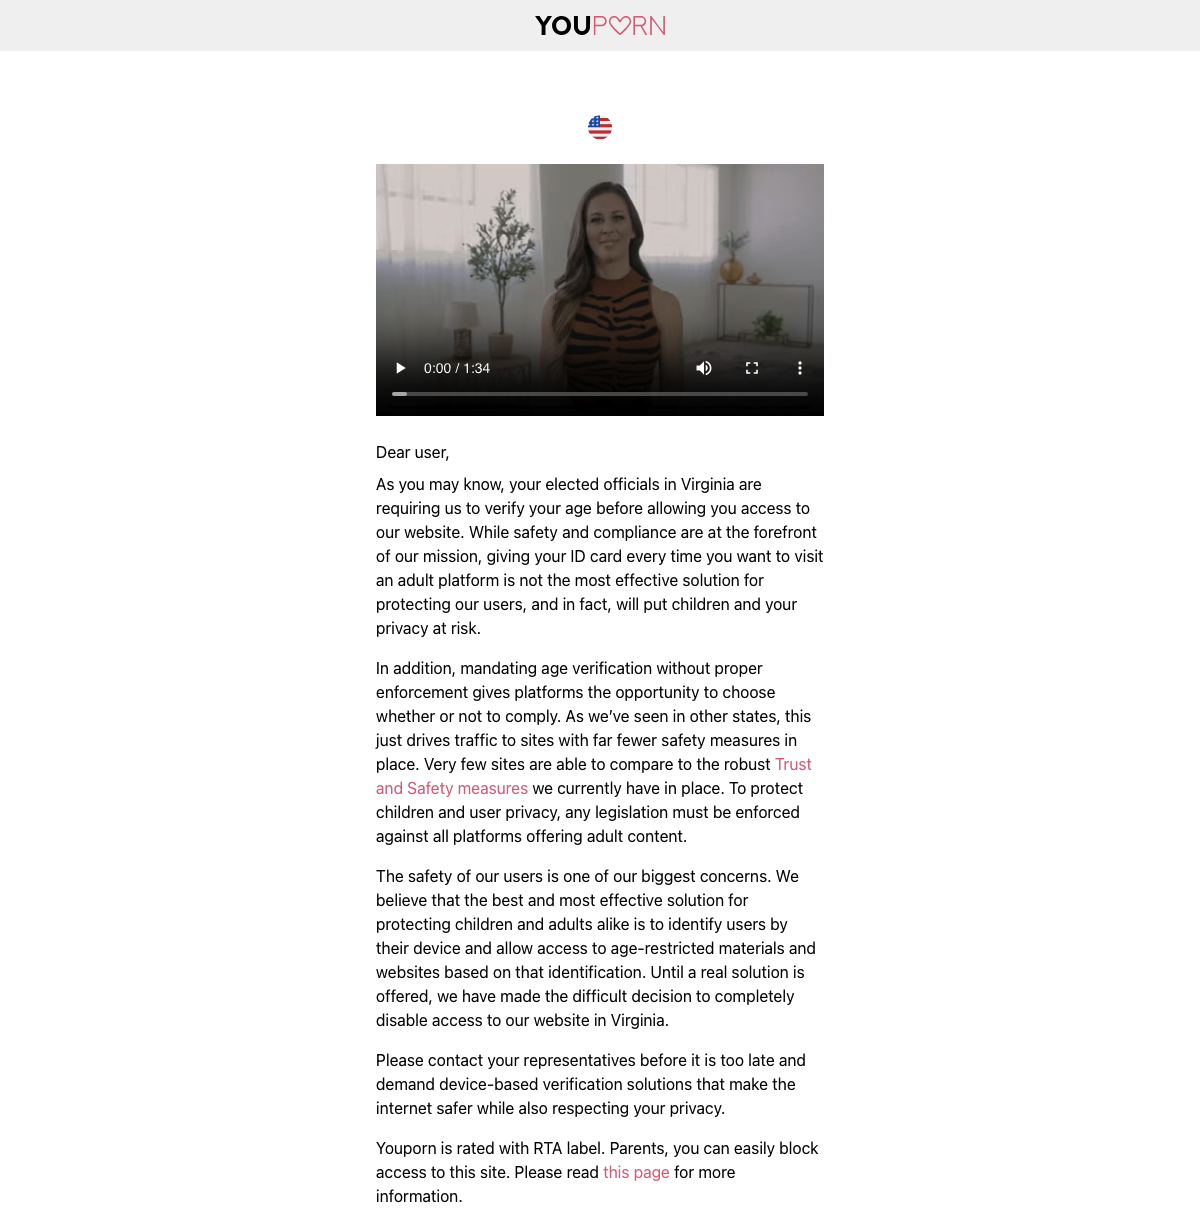 YOUPORN
0:00 / 1:34
Dear user,
As you may know, your elected officials in Virginia are
requiring us to verify your age before allowing you access to
our website. While safety and compliance are at the forefront
of our mission, giving your ID card every time you want to visit
an adult platform is not the most effective solution for
protecting our users, and in fact, will put children and your
privacy at risk.
In addition, mandating age verification without proper
enforcement gives platforms the opportunity to choose
whether or not to comply. As we’ve seen in other states, this
just drives traffic to sites with far fewer safety measures in
place. Very few sites are able to compare to the robust Trust
and Safety measures we currently have in place. To protect
children and user privacy, any legislation must be enforced
against all platforms offering adult content.
The safety of our users is one of our biggest concerns. We
believe that the best and most effective solution for
protecting children and adults alike is to identify users by
their device and allow access to age-restricted materials and
websites based on that identification. Until a real solution is
offered, we have made the difficult decision to completely
disable access to our website in Virginia.
Please contact your representatives before it is too late and
demand device-based verification solutions that make the
internet safer while also respecting your privacy.
Youporn is rated with RTA label. Parents, you can easily block
access to this site. Please read this page for more
information.